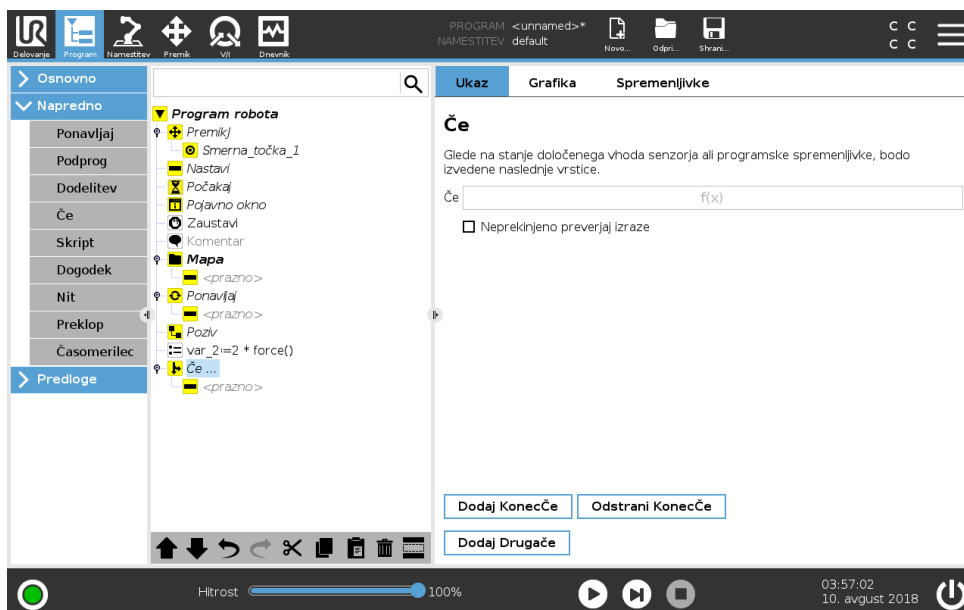 UR
PROGRAM <unnamed>*
NAMESTITEV default
Delovanje Program Namestitev Premik V/I Dnevnik Novo... Odpri... Shrani...
C C
C C
Osnovno
Napredno
Ponavljaj
Podprog
Dodelitev
Če
Skript
Dogodek
Nit
Preklop
Časomerilec
Predloge
Program robota
PremikJ
Smerna_točka_1
Nastavi
Počakaj
Pojavno okno
Zaustavi
Komentar
Mapa
<prazno>
Ponavljaj
<prazno>
Poziv
var_2:=2 * force()
Če ...
<prazno>
Ukaz Grafika Spremenljivke
Če
Glede na stanje določenega vhoda senzorja ali programske spremenljivke, bodo
izvedene naslednje vrstice.
Če f(x)
Neprekinjeno preverjaj izraze
Dodaj KonecČe Odstrani KonecČe
Dodaj Drugače
Hitrost 100%
03:57:02
10. avgust 2018